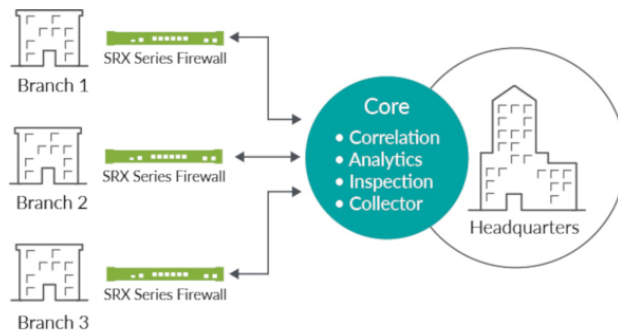 SRX Series Firewall
Branch 1
SRX Series Firewall
Branch 2
SRX Series Firewall
Branch 3
Core
• Correlation
• Analytics
• Inspection
• Collector
Headquarters